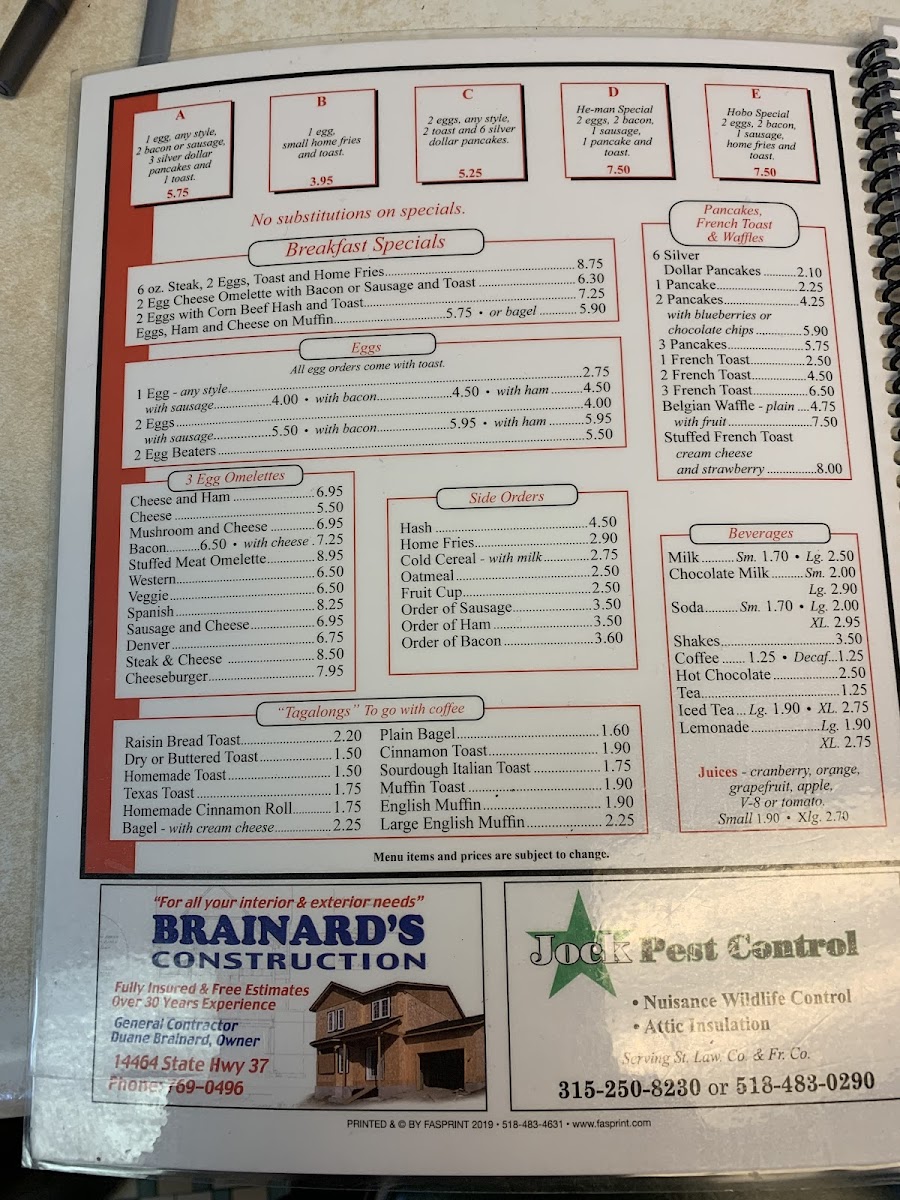 A
1 egg, any style,
2 bacon or sausage,
3 silver dollar
pancakes and
1 toast.
5.75
B
1 egg,
small home fries
and toast.
3.95
C
2 eggs, any style,
2 toast and 6 silver
dollar pancakes.
5.25
D
He-man Special
2 eggs, 2 bacon,
1 sausage,
1 pancake and
toast.
7.50
E
Hobo Special
2 eggs, 2 bacon,
1 sausage,
home fries and
toast.
7.50
No substitutions on specials.
Breakfast Specials
6 oz. Steak, 2 Eggs, Toast and Home Fries 8.75
2 Egg Cheese Omelette with Bacon or Sausage and Toast 6.30
2 Eggs with Corn Beef Hash and Toast 7.25
Eggs, Ham and Cheese on Muffin 5.75 • or bagel 5.90
Eggs
All egg orders come with toast.
1 Egg - any style 2.75
with sausage 4.00 • with bacon 4.50 • with ham 4.50
2 Eggs 4.00
with sausage 5.50 • with bacon 5.95 • with ham 5.95
2 Egg Beaters 5.50
3 Egg Omelettes
Cheese and Ham 6.95
Cheese 5.50
Mushroom and Cheese 6.95
Bacon 6.50 • with cheese 7.25
Stuffed Meat Omelette 8.95
Western 6.50
Veggie 6.50
Spanish 8.25
Sausage and Cheese 6.95
Denver 6.75
Steak & Cheese 8.50
Cheeseburger 7.95
Side Orders
Hash 4.50
Home Fries 2.90
Cold Cereal - with milk 2.75
Oatmeal 2.50
Fruit Cup 2.50
Order of Sausage 3.50
Order of Ham 3.50
Order of Bacon 3.60
Pancakes,
French Toast
& Waffles
6 Silver
Dollar Pancakes 2.10
1 Pancake 2.25
2 Pancakes 4.25
with blueberries or
chocolate chips 5.90
3 Pancakes 5.75
1 French Toast 2.50
2 French Toast 4.50
3 French Toast 6.50
Belgian Waffle - plain 4.75
with fruit 7.50
Stuffed French Toast
cream cheese
and strawberry 8.00
Beverages
Milk Sm. 1.70 • Lg. 2.50
Chocolate Milk Sm. 2.00
Lg. 2.90
Soda Sm. 1.70 • Lg. 2.00
XL. 2.95
Shakes 3.50
Coffee 1.25 • Decaf 1.25
Hot Chocolate 2.50
Tea 1.25
Iced Tea Lg. 1.90 • XL. 2.75
Lemonade Lg. 1.90
XL. 2.75
Juices - cranberry, orange,
grapefruit, apple,
V-8 or tomato.
Small 1.90 • Xlg. 2.70
"Tagalongs" To go with coffee
Raisin Bread Toast 2.20
Dry or Buttered Toast 1.50
Homemade Toast 1.50
Texas Toast 1.75
Homemade Cinnamon Roll 1.75
Bagel - with cream cheese 2.25
Plain Bagel 1.60
Cinnamon Toast 1.90
Sourdough Italian Toast 1.75
Muffin Toast 1.90
English Muffin 1.90
Large English Muffin 2.25
Menu items and prices are subject to change.
"For all your interior & exterior needs"
BRAINARD'S
CONSTRUCTION
Fully Insured & Free Estimates
Over 30 Years Experience
General Contractor
Duane Brainard, Owner
14464 State Hwy 37
Phone: 769-0496
Jock Pest Control
• Nuisance Wildlife Control
• Attic Insulation
Serving St. Law. Co. & Fr. Co.
315-250-8230 or 518-483-0290
PRINTED & © BY FASPRINT 2019 • 518-483-4631 • www.fasprint.com